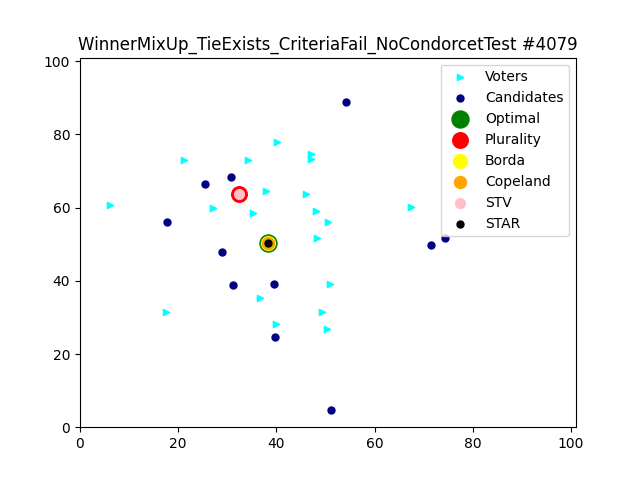 WinnerMixUp_TieExists_CriteriaFail_NoCondorcetTest #4079
100
80
60
40
20
0
0 20 40 60 80 100
Voters
Candidates
Optimal
Plurality
Borda
Copeland
STV
STAR